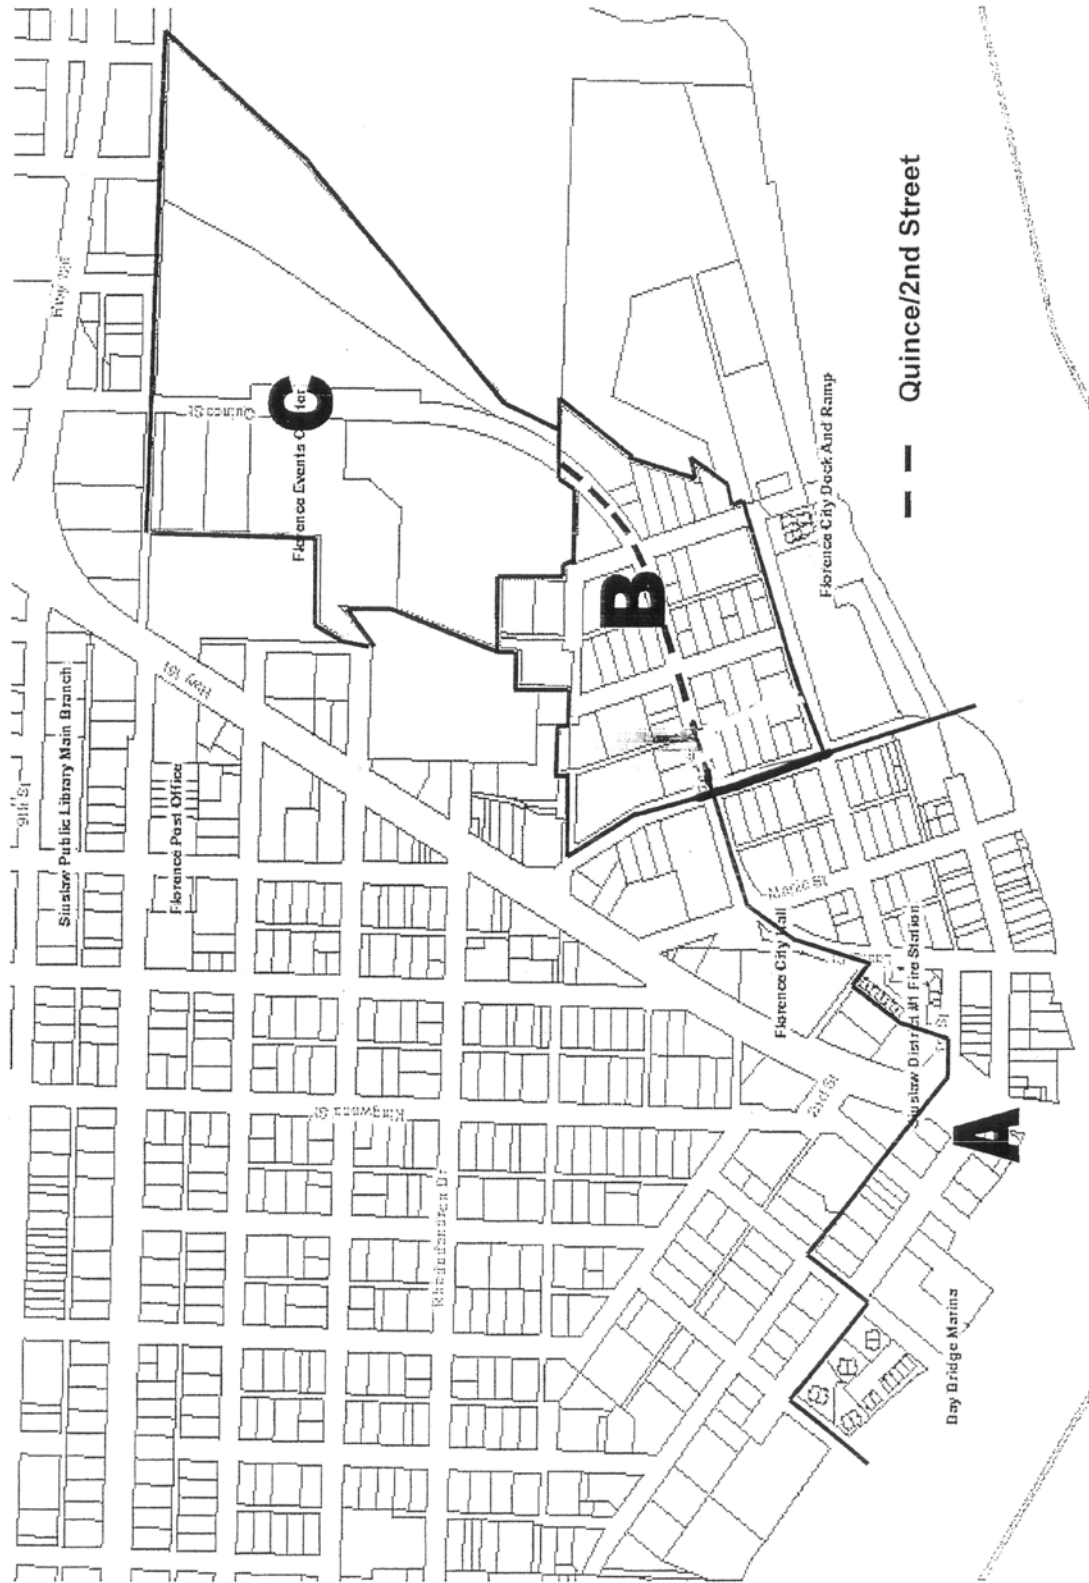 Hwy 101
Quince St
C
Florence Events Center
9th St
Siuslaw Public Library Main Branch
Hwy 101
Florence Post Office
Kingwood St
Rhododendron Dr
B
Quince/2nd Street
Florence City Dock And Ramp
Maple St
Florence City Hall
2nd St
Siuslaw District #1 Fire Station
A
Bay Bridge Marina